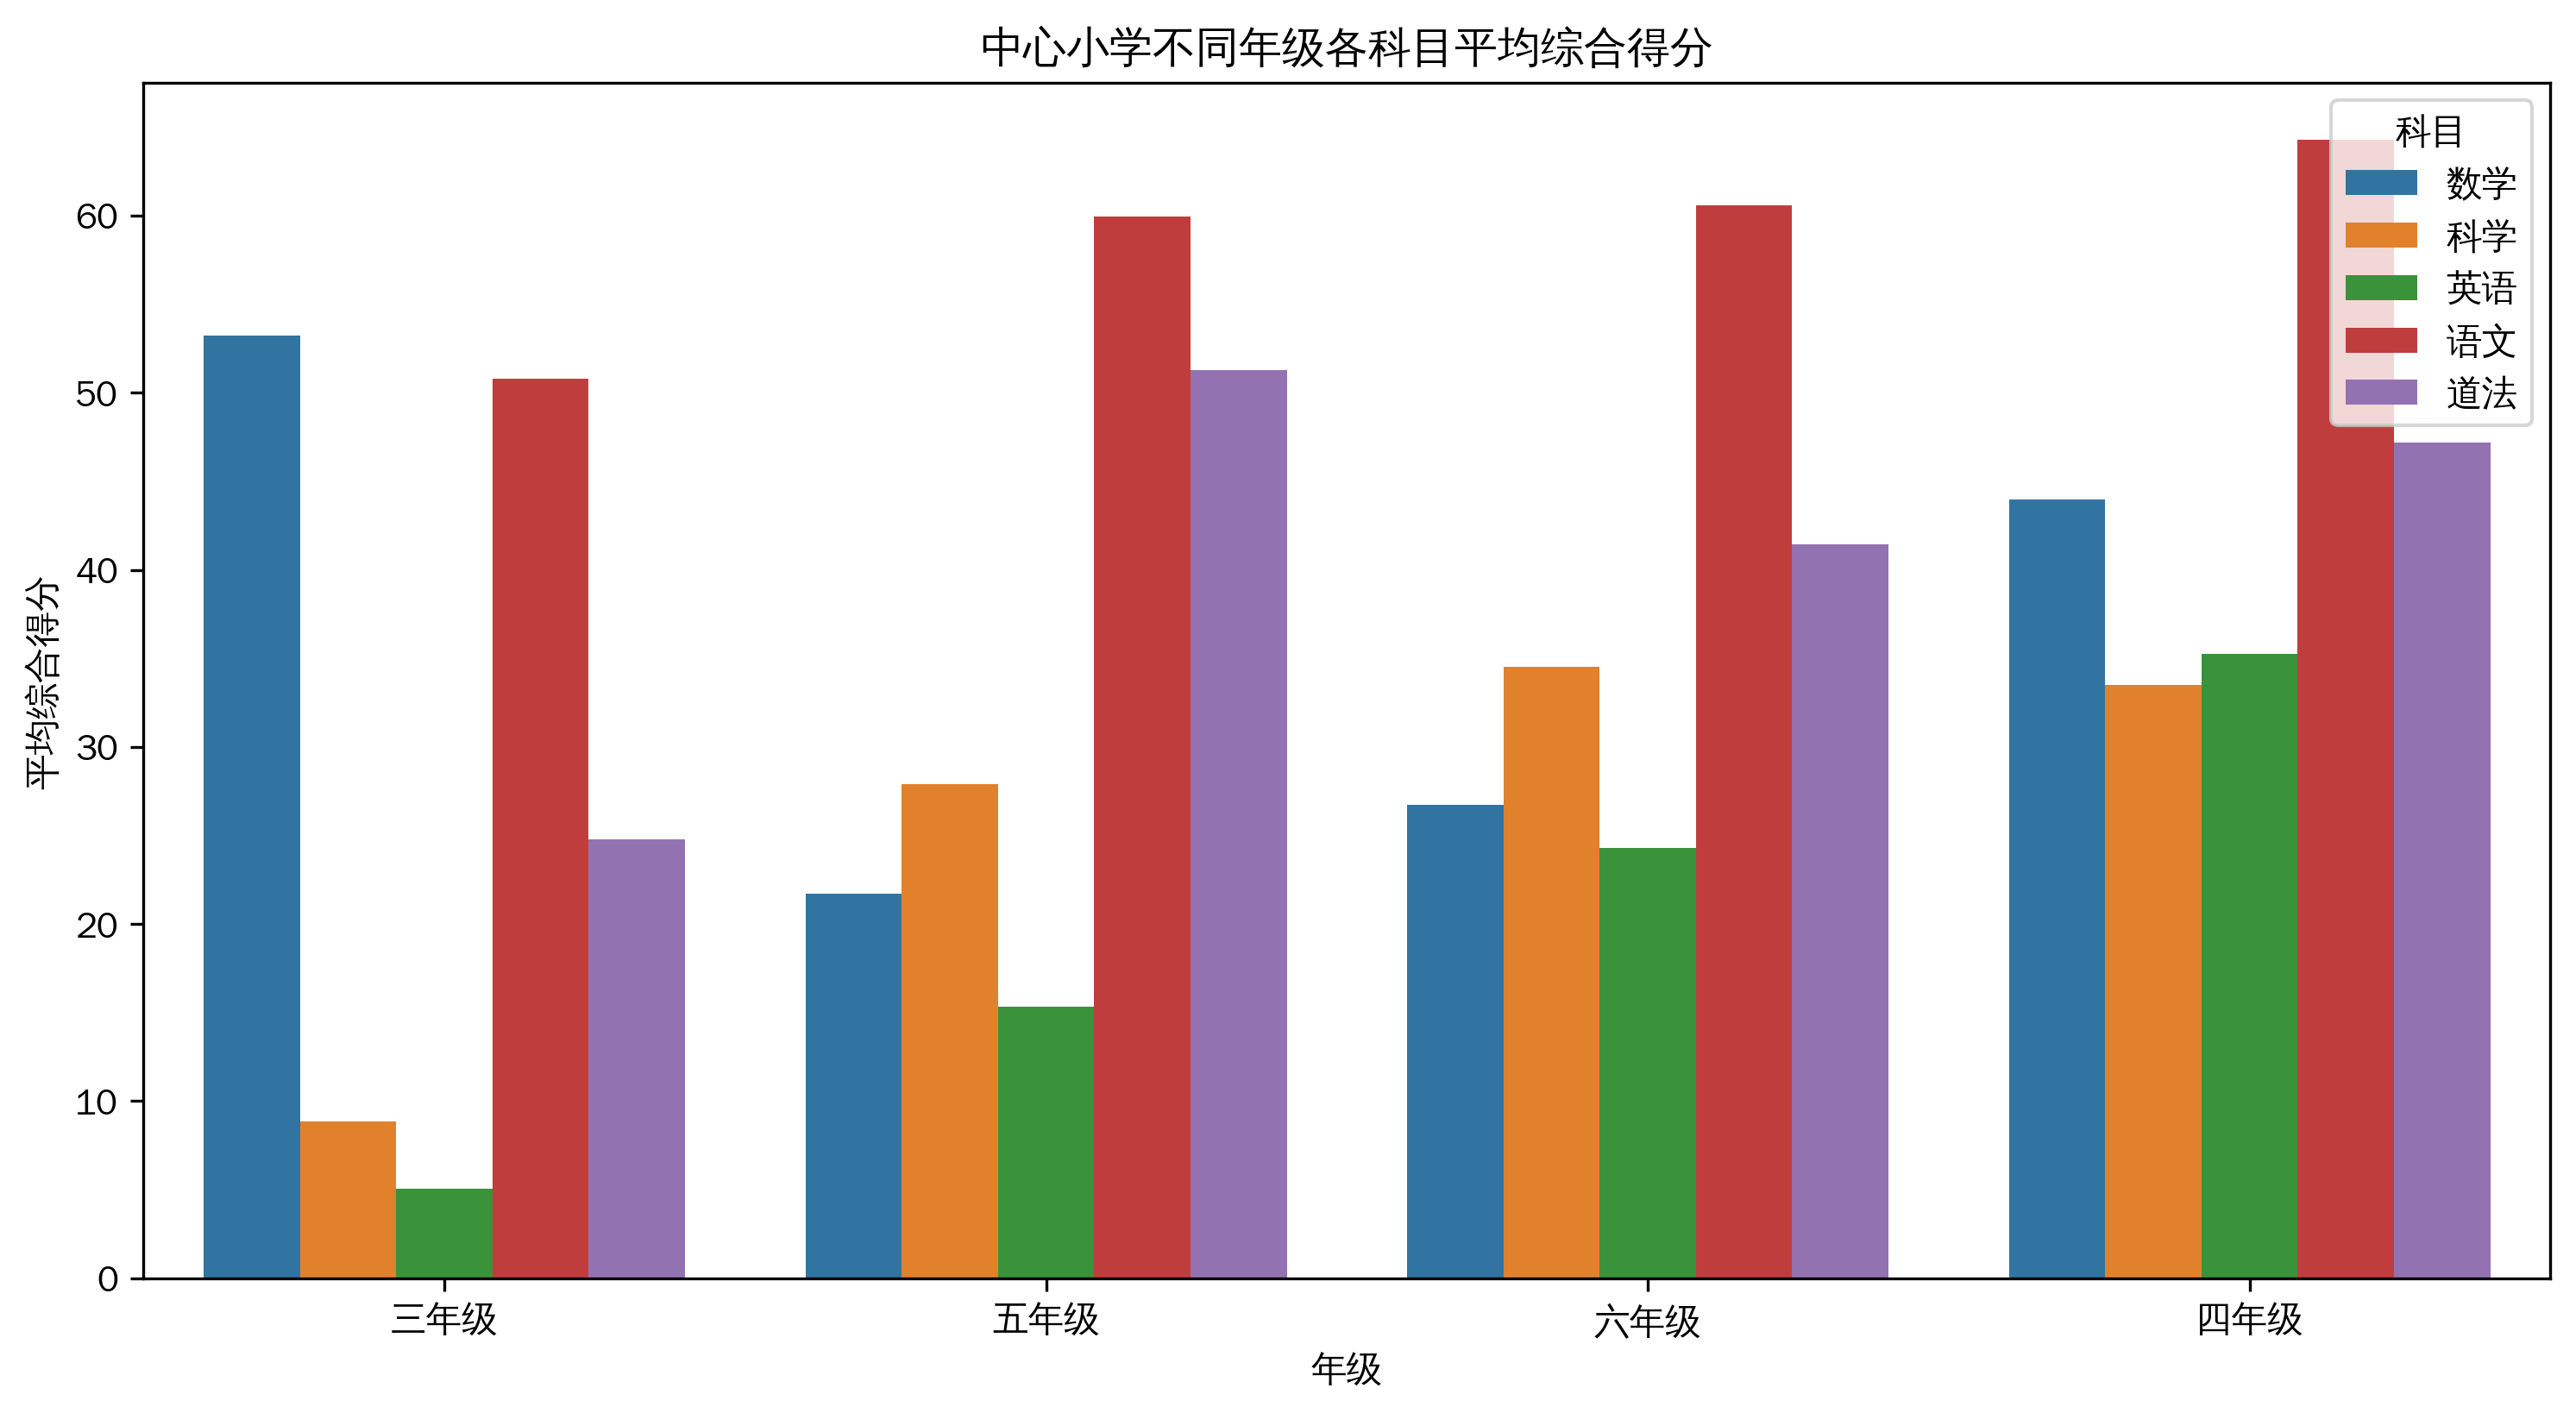 中心小学不同年级各科目平均综合得分
科目
数学
科学
英语
语文
道法
平均综合得分
60
50
40
30
20
10
0
三年级 五年级 六年级 四年级
年级